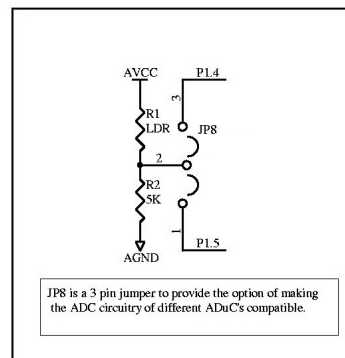 AVCC
P1.4
3
R1
LDR
JP8
2
R2
5K
1
P1.5
AGND
JP8 is a 3 pin jumper to provide the option of making
the ADC circuitry of different ADuC's compatible.